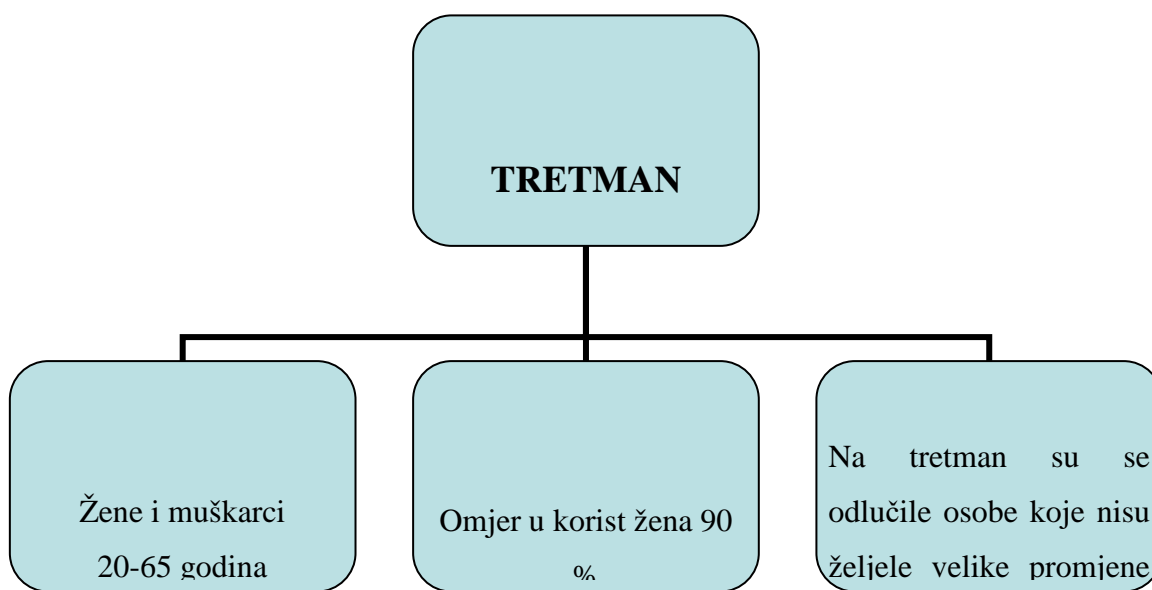 TRETMAN
Žene i muškarci
20-65 godina
Omjer u korist žena 90
%
Na tretman su se
odlučile osobe koje nisu
željele velike promjene